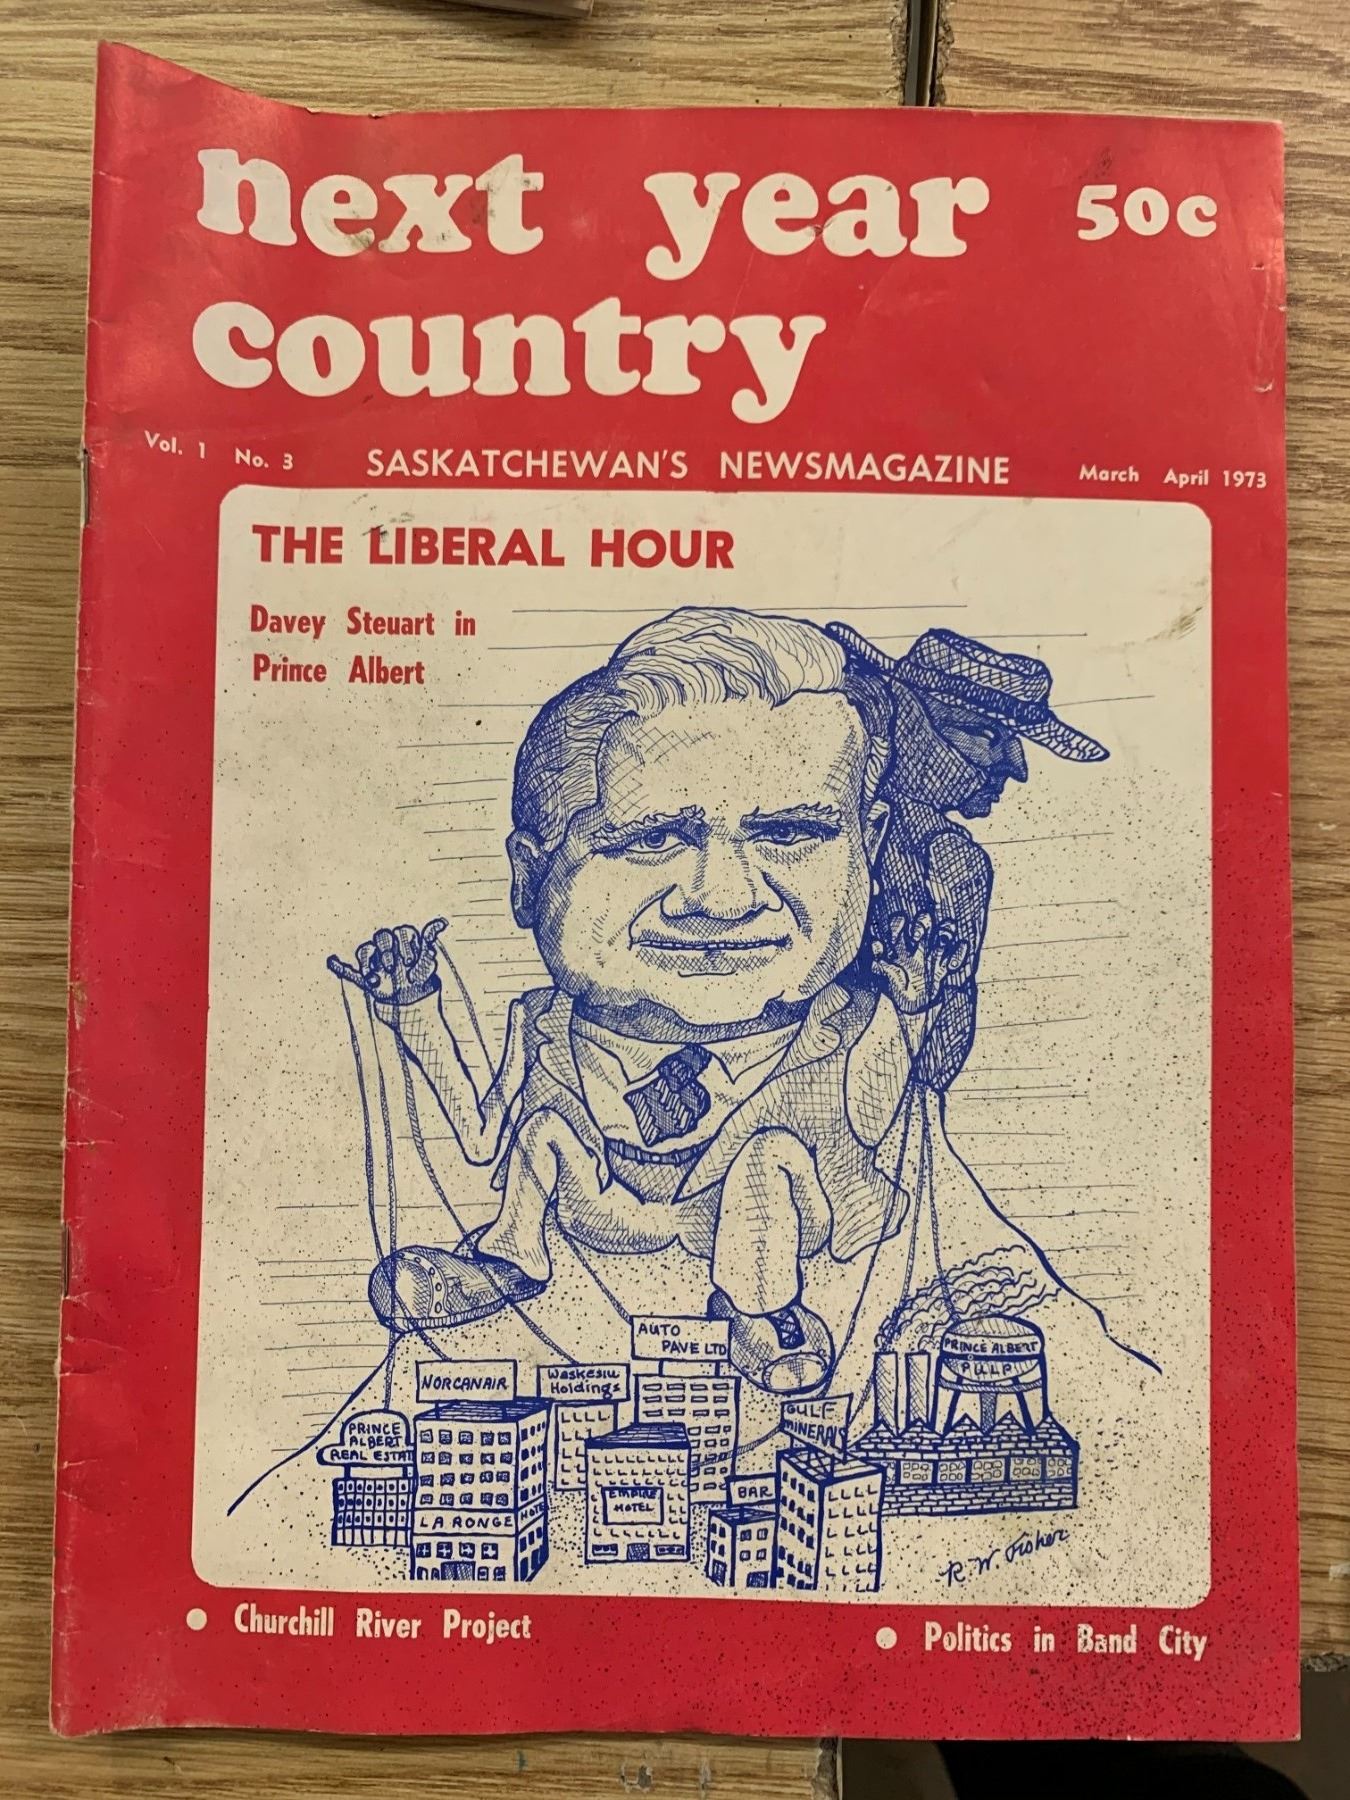 next year 50c
country
Vol. 1 No. 3 SASKATCHEWAN'S NEWSMAGAZINE March April 1973
THE LIBERAL HOUR
Davey Steuart in
Prince Albert
AUTO
PAVE LTD
PRINCE ALBERT
PULP
NORCANAIR
Waskesiu
Holdings
GULF
MINERALS
PRINCE
ALBERT
REAL ESTAT
EMPIRE
HOTEL
BAR
LA RONGE HOTE
R. W. Fisher
• Churchill River Project
• Politics in Band City